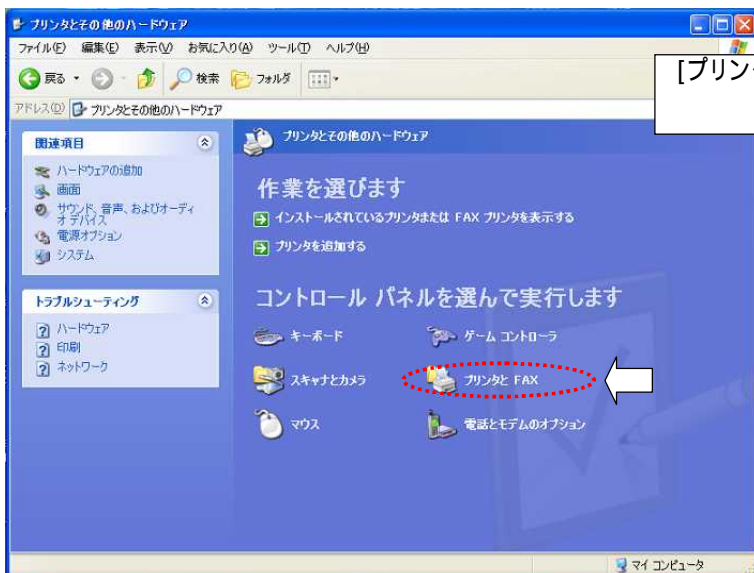 プリンタとその他のハードウェア
ファイル(F) 編集(E) 表示(V) お気に入り(A) ツール(T) ヘルプ(H)
[プリン
戻る 検索 フォルダ
アドレス(D) プリンタとその他のハードウェア
関連項目
ハードウェアの追加
画面
サウンド、音声、およびオーディ
オ デバイス
電源オプション
システム
トラブルシューティング
ハードウェア
印刷
ネットワーク
プリンタとその他のハードウェア
作業を選びます
インストールされているプリンタまたは FAX プリンタを表示する
プリンタを追加する
コントロール パネルを選んで実行します
キーボード ゲーム コントローラ
スキャナとカメラ プリンタと FAX
マウス 電話とモデムのオプション
マイ コンピュータ